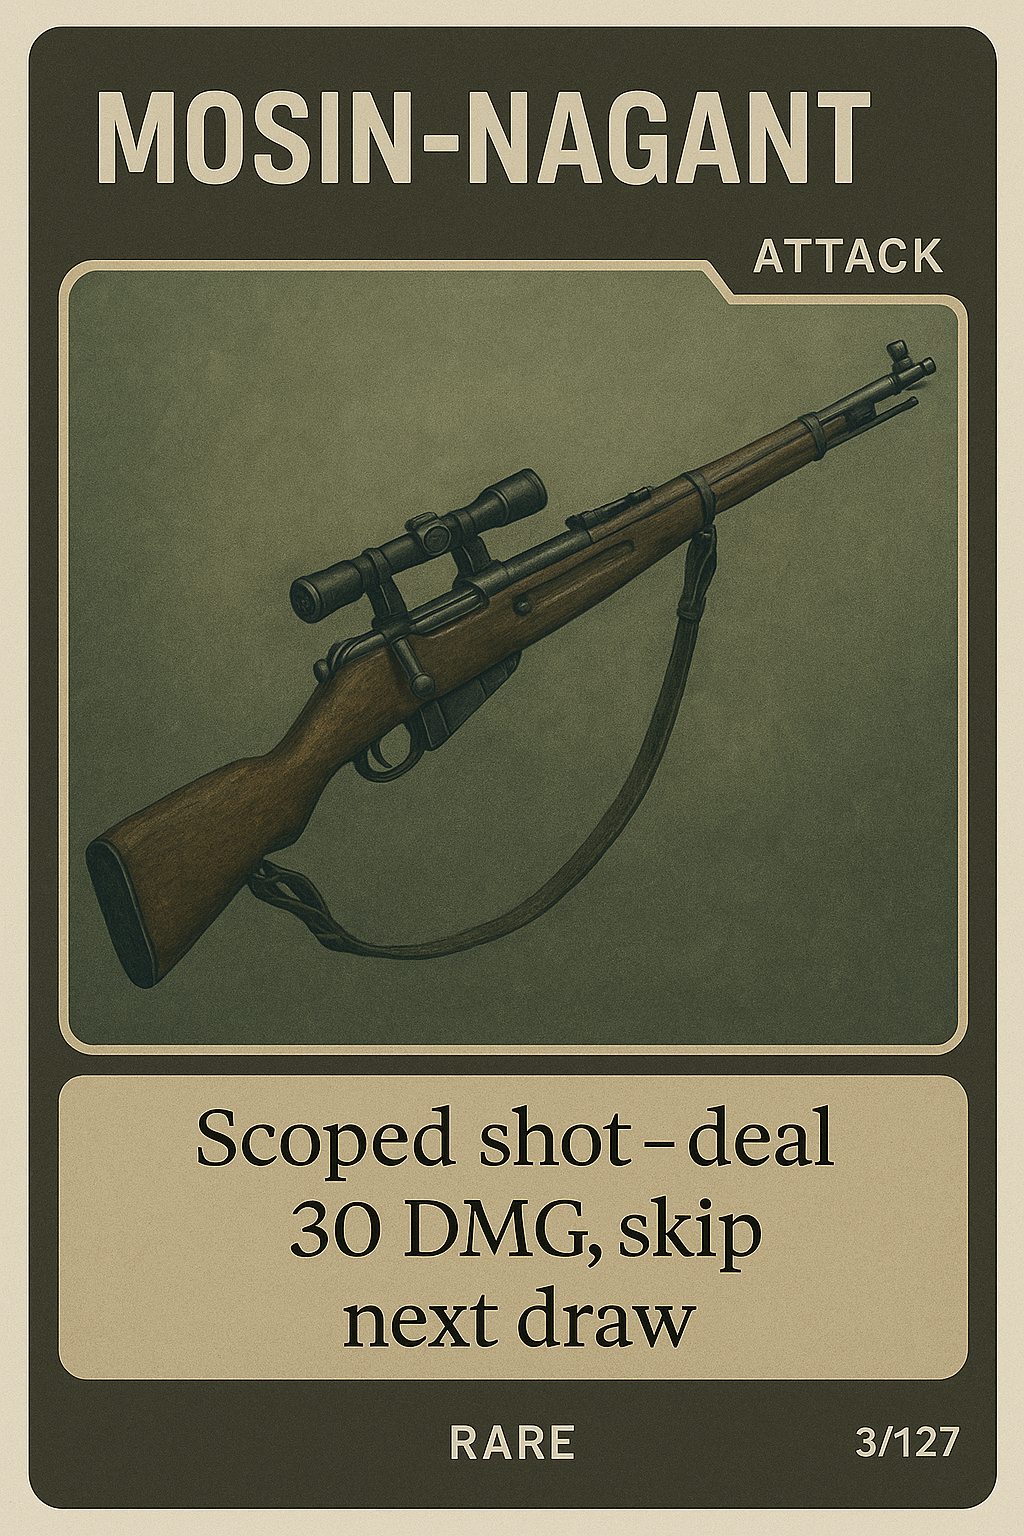 MOSIN-NAGANT
ATTACK
Scoped shot – deal
30 DMG, skip
next draw
RARE
3/127